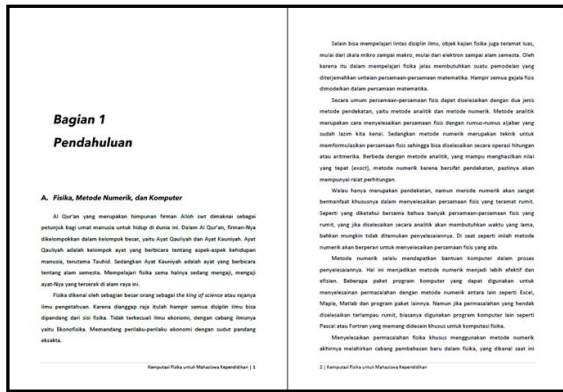 Bagian 1
Pendahuluan
A. Fisika, Metode Numerik, dan Komputer
Al Qur'an yang merupakan himpunan firman Alloh swt dimaknai sebagai
petunjuk bagi umat manusia untuk hidup di dunia ini. Dalam Al Qur'an, firman-Nya
dikelompokkan dalam kelompok besar, yaitu Ayat Qauliyah dan Ayat Kauniyah. Ayat
Qauliyah adalah kelompok ayat yang berbicara tentang aspek-aspek kehidupan
manusia, terutama Tauhid. Sedangkan Ayat Kauniyah adalah ayat yang berbicara
tentang alam semesta. Mempelajari fisika sama halnya sedang mengaji, mengaji
ayat-Nya yang terserak di alam raya ini.
Fisika dikenal oleh sebagian besar orang sebagai the king of science atau rajanya
ilmu pengetahuan. Karena dianggap raja itulah hampir semua disiplin ilmu bisa
dipandang dari sisi fisika. Tidak terkecuali ilmu ekonomi, dengan cabang ilmunya
yaitu Ekonofisika. Memandang perilaku-perilaku ekonomi dengan sudut pandang
eksakta.
Komputasi Fisika untuk Mahasiswa Kependidikan | 1
Selain bisa mempelajari lintas disiplin ilmu, objek kajian fisika juga teramat luas,
mulai dari skala mikro sampai makro, mulai dari elektron sampai alam semesta. Oleh
karena itu dalam mempelajari fisika jelas membutuhkan suatu pemodelan yang
diterjemahkan untaian persamaan-persamaan matematika. Hampir semua gejala fisis
dimodelkan dalam persamaan matematika.
Secara umum persamaan-persamaan fisis dapat diselesaikan dengan dua jenis
metode pendekatan, yaitu metode analitik dan metode numerik. Metode analitik
merupakan cara menyelesaikan persamaan fisis dengan rumus-rumus aljabar yang
sudah lazim kita kenal. Sedangkan metode numerik merupakan teknik untuk
memformulasikan persamaan fisis sehingga bisa diselesaikan secara operasi hitungan
atau aritmerika. Berbeda dengan metode analitik, yang mampu menghasilkan nilai
yang tepat (exact), metode numerik karena bersifat pendekatan, pastinya akan
mempunyai ralat perhitungan.
Walau hanya merupakan pendekatan, namun merode numerik akan sangat
bermanfaat khususnya dalam menyelesaikan persamaan fisis yang teramat rumit.
Seperti yang diketahui bersama bahwa banyak persamaan-persamaan fisis yang
rumit, yang jika diselesaikan secara analitik akan membutuhkan waktu yang lama,
bahkan mungkin tidak ditemukan penyelesaiannya. Di saat seperti inilah metode
numerik akan berperan untuk menyelesaikan persamaan fisis yang ada.
Metode numerik selalu mendapatkan bantuan komputer dalam proses
penyelesaiannya. Hal ini menjadikan metode numerik menjadi lebih efektif dan
efisien. Beberapa paket program komputer yang dapat digunakan untuk
menyelesainan permasalahan dengan metode numerik antara lain seperti Excel,
Maple, Matlab dan program paket lainnya. Namun jika permasalahan yang hendak
diselesaikan terlampau rumit, biasanya digunakan program komputer lain seperti
Pascal atau Fortran yang memang didesain khusus untuk komputasi fisika.
Menyelesaikan permasalahan fisika khusus menggunakan metode numerik
akhirnya melahirkan cabang pembahasan baru dalam fisika, yang dikenal saat ini
2 | Komputasi Fisika untuk Mahasiswa Kependidikan